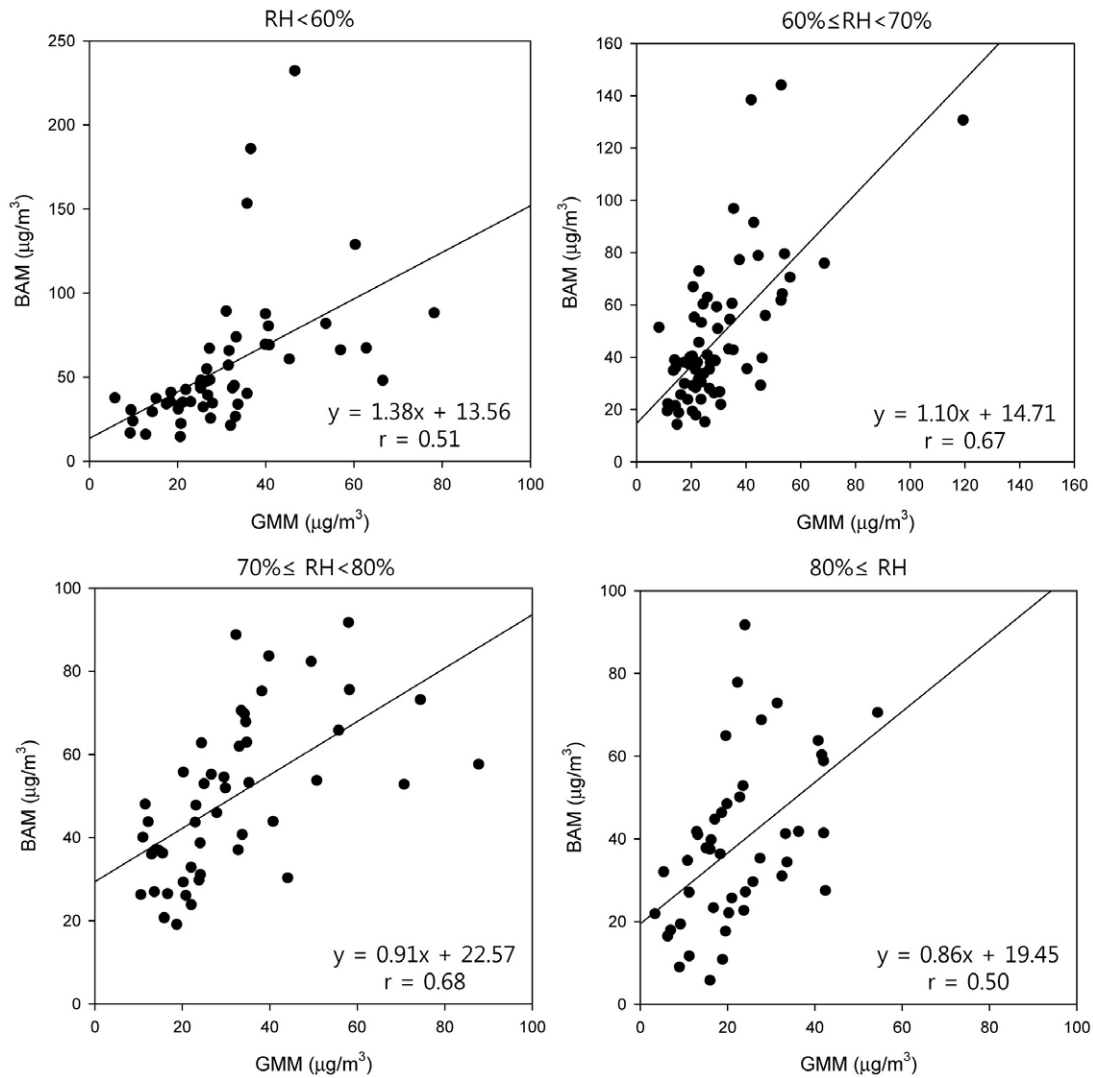 RH<60%
250
200
150
100
50
0
BAM (μg/m³)
0 20 40 60 80 100
GMM (μg/m³)
y = 1.38x + 13.56
r = 0.51
60%≤RH<70%
160
140
120
100
80
60
40
20
0
BAM (μg/m³)
0 20 40 60 80 100 120 140 160
GMM (μg/m³)
y = 1.10x + 14.71
r = 0.67
70%≤ RH<80%
100
80
60
40
20
0
BAM (μg/m³)
0 20 40 60 80 100
GMM (μg/m³)
y = 0.91x + 22.57
r = 0.68
80%≤ RH
100
80
60
40
20
0
BAM (μg/m³)
0 20 40 60 80 100
GMM (μg/m³)
y = 0.86x + 19.45
r = 0.50